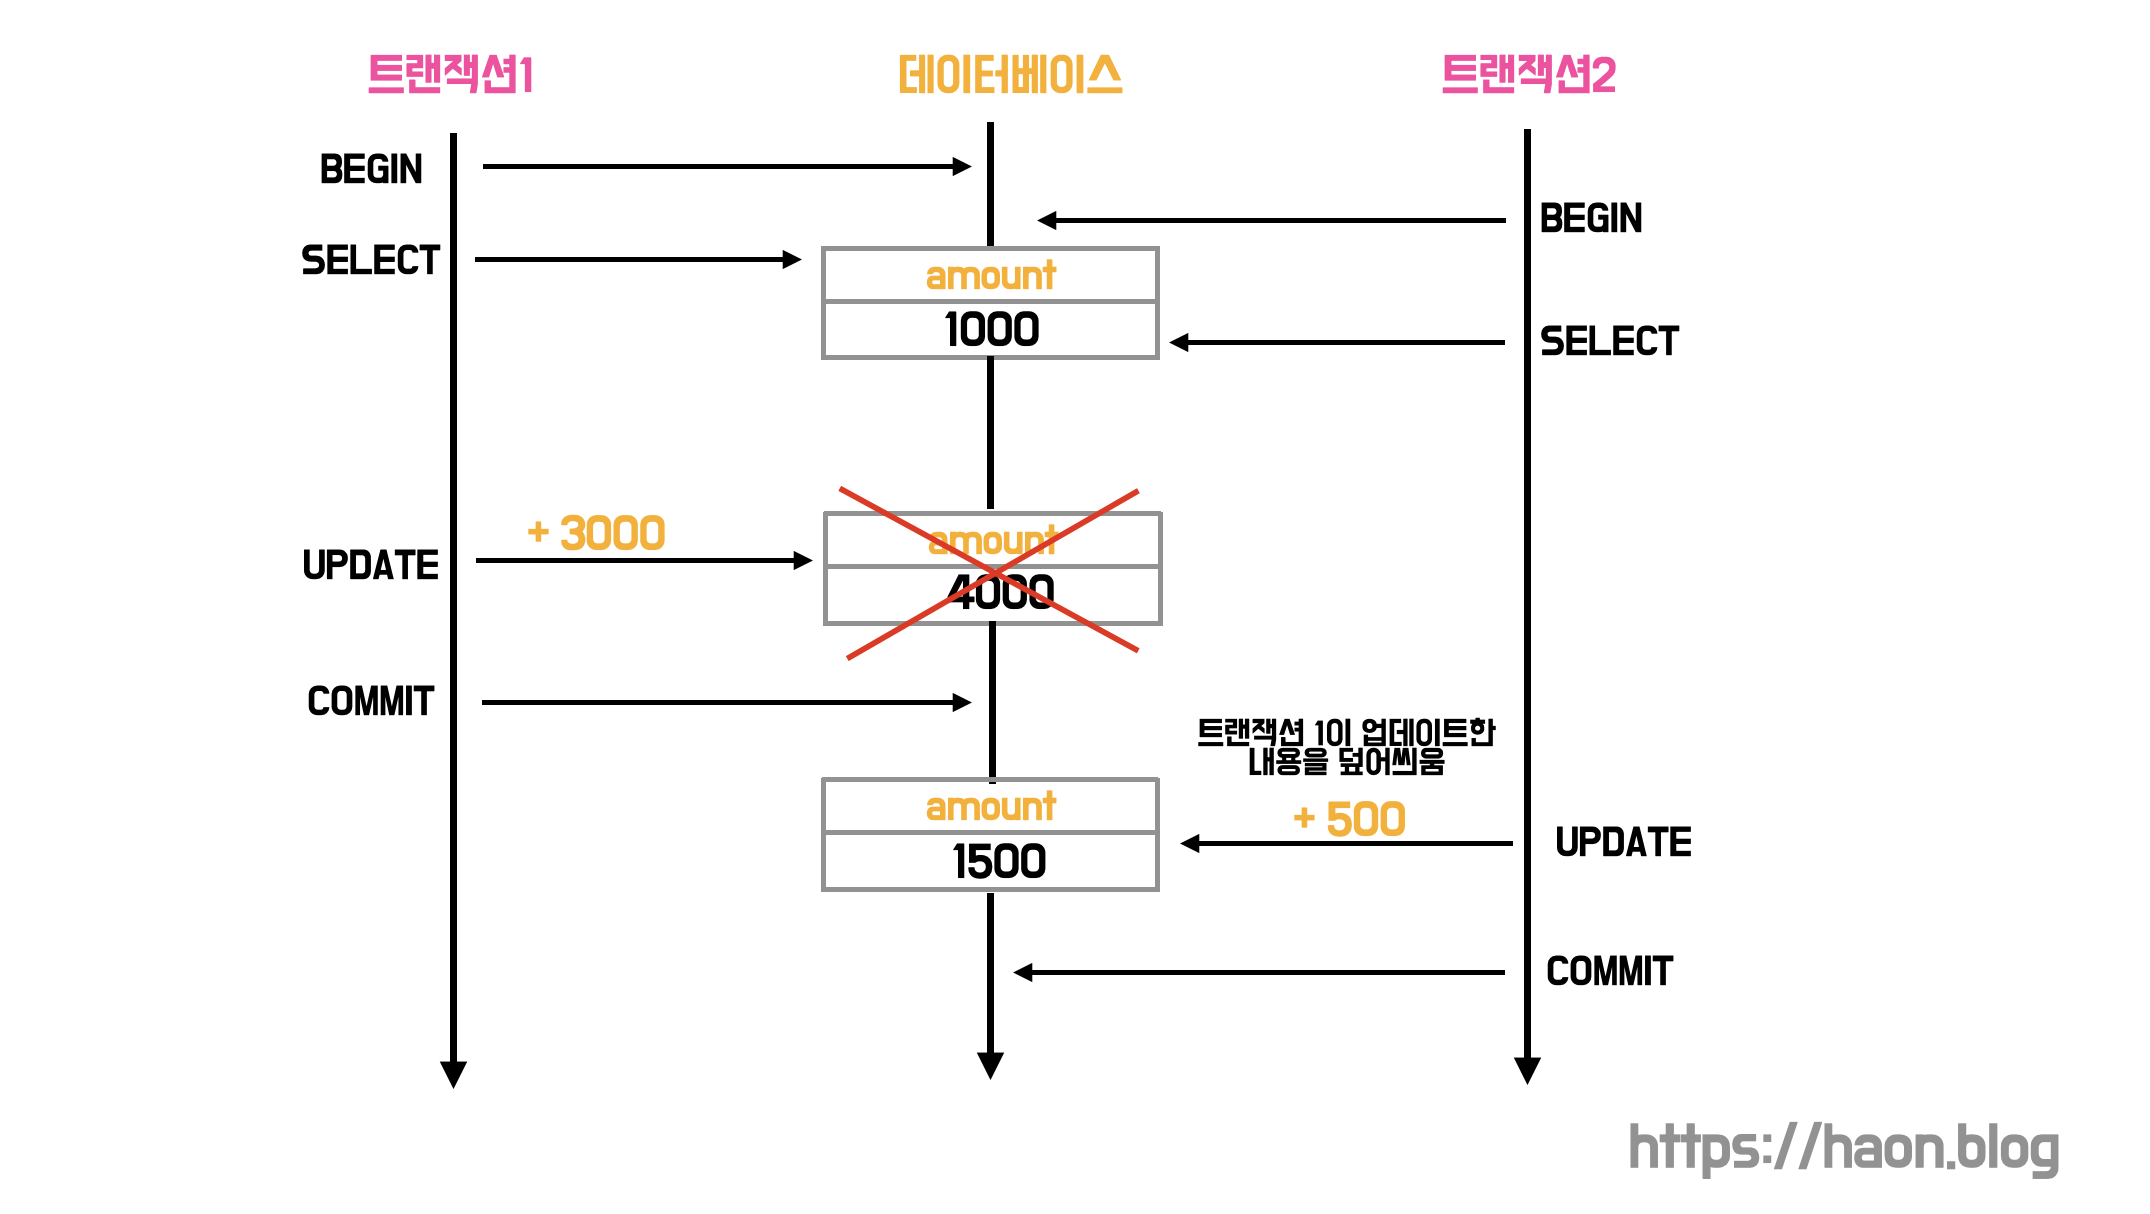 트랜잭션1
데이터베이스
트랜잭션2
BEGIN
BEGIN
SELECT
amount
1000
SELECT
+ 3000
UPDATE
amount
4000
COMMIT
트랜잭션 1이 업데이트한
내용을 덮어씌움
amount
+ 500
1500
UPDATE
COMMIT
https://haon.blog